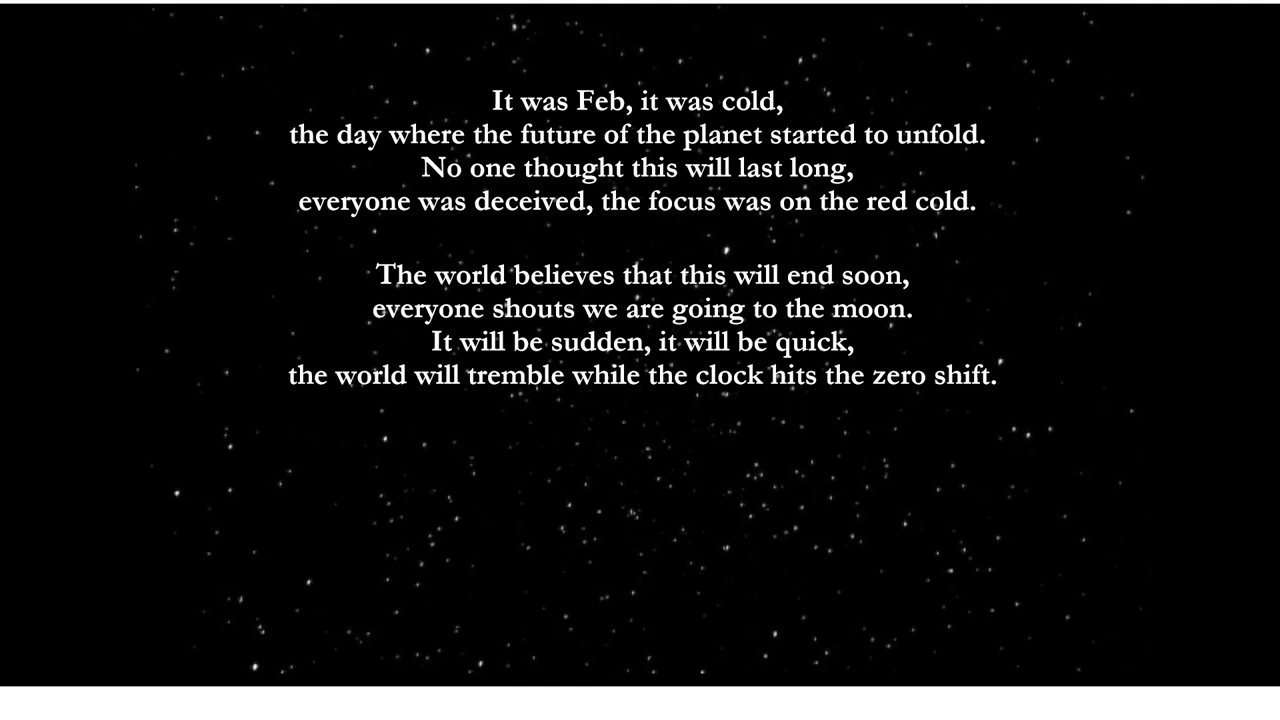 It was Feb, it was cold,
the day where the future of the planet started to unfold.
No one thought this will last long,
everyone was deceived, the focus was on the red cold.
The world believes that this will end soon,
everyone shouts we are going to the moon.
It will be sudden, it will be quick,
the world will tremble while the clock hits the zero shift.